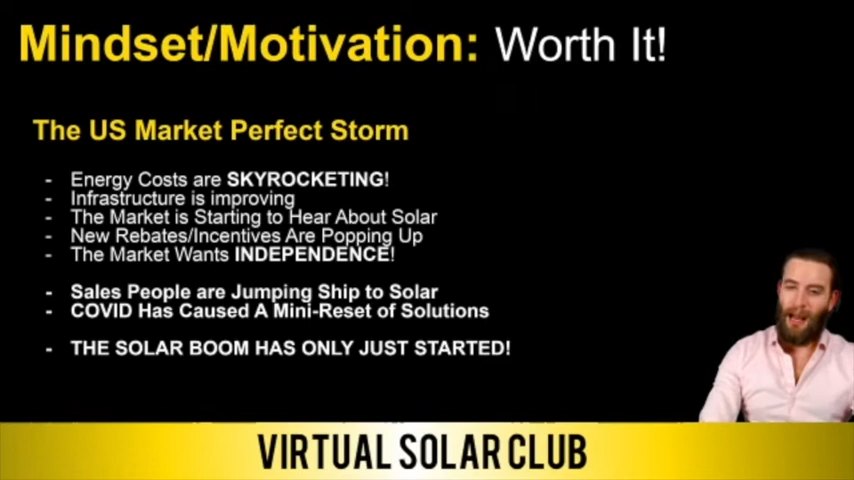 Mindset/Motivation: Worth It!
The US Market Perfect Storm
- Energy Costs are SKYROCKETING!
- Infrastructure is improving
- The Market is Starting to Hear About Solar
- New Rebates/Incentives Are Popping Up
- The Market Wants INDEPENDENCE!
- Sales People are Jumping Ship to Solar
- COVID Has Caused A Mini-Reset of Solutions
- THE SOLAR BOOM HAS ONLY JUST STARTED!
VIRTUAL SOLAR CLUB